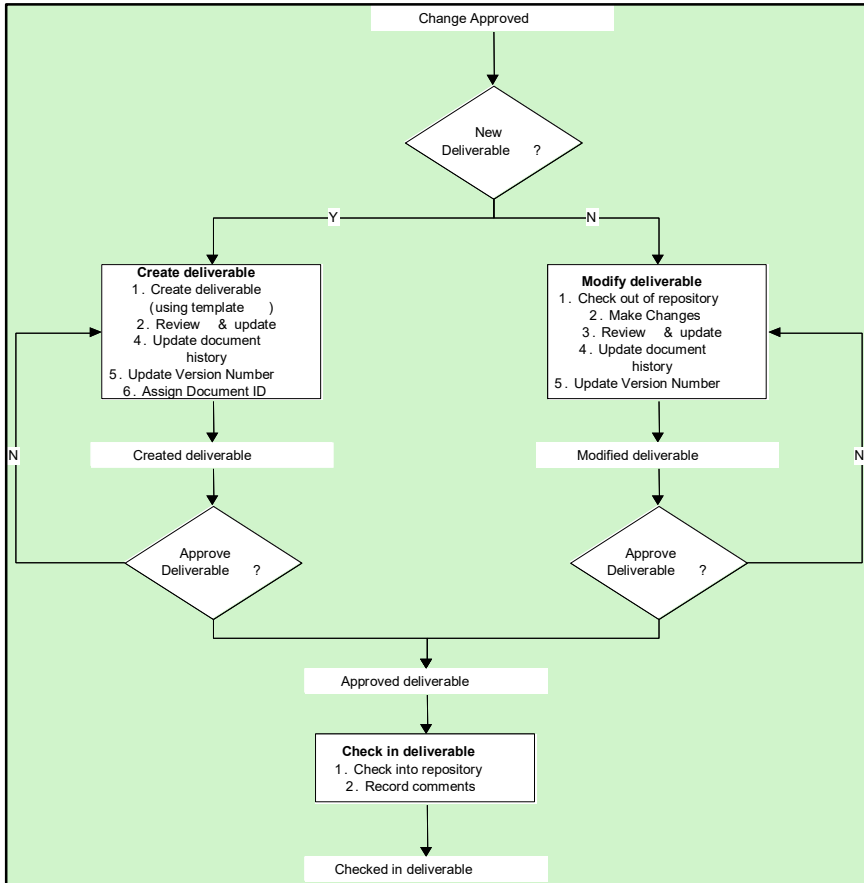 Change Approved
New
Deliverable ?
Y
N
Create deliverable
1. Create deliverable
(using template )
2. Review & update
4. Update document
history
5. Update Version Number
6. Assign Document ID
Modify deliverable
1. Check out of repository
2. Make Changes
3. Review & update
4. Update document
history
5. Update Version Number
N
Created deliverable
Modified deliverable
N
Approve
Deliverable ?
Approve
Deliverable ?
Approved deliverable
Check in deliverable
1. Check into repository
2. Record comments
Checked in deliverable